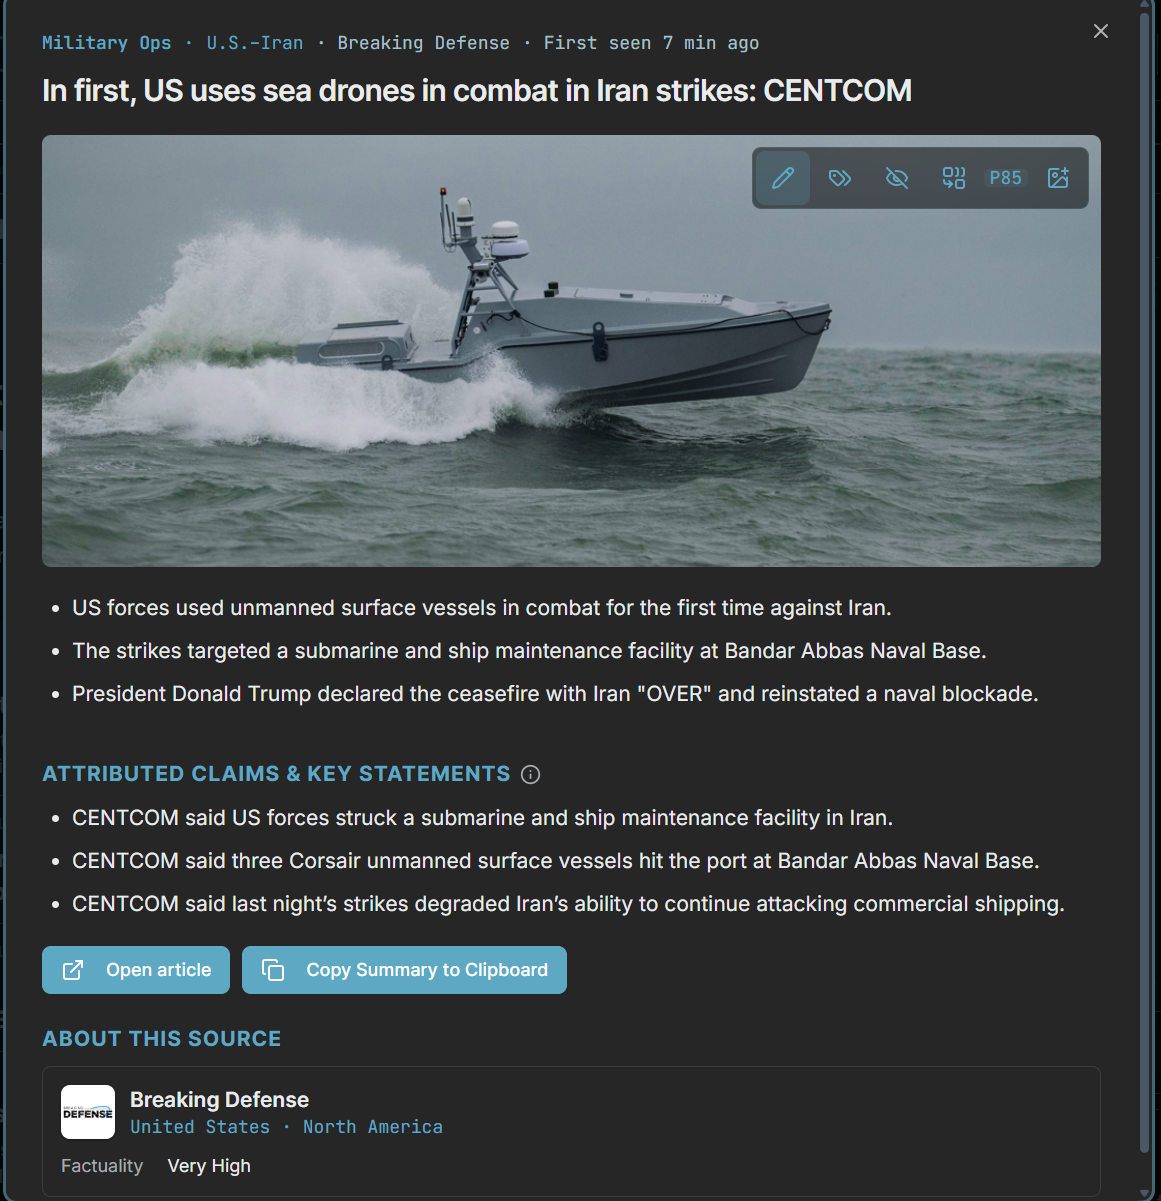 Military Ops · U.S.–Iran · Breaking Defense · First seen 7 min ago
In first, US uses sea drones in combat in Iran strikes: CENTCOM
P85
• US forces used unmanned surface vessels in combat for the first time against Iran.
• The strikes targeted a submarine and ship maintenance facility at Bandar Abbas Naval Base.
• President Donald Trump declared the ceasefire with Iran "OVER" and reinstated a naval blockade.
ATTRIBUTED CLAIMS & KEY STATEMENTS
• CENTCOM said US forces struck a submarine and ship maintenance facility in Iran.
• CENTCOM said three Corsair unmanned surface vessels hit the port at Bandar Abbas Naval Base.
• CENTCOM said last night’s strikes degraded Iran’s ability to continue attacking commercial shipping.
Open article
Copy Summary to Clipboard
ABOUT THIS SOURCE
DEFENSE
Breaking Defense
United States · North America
Factuality Very High